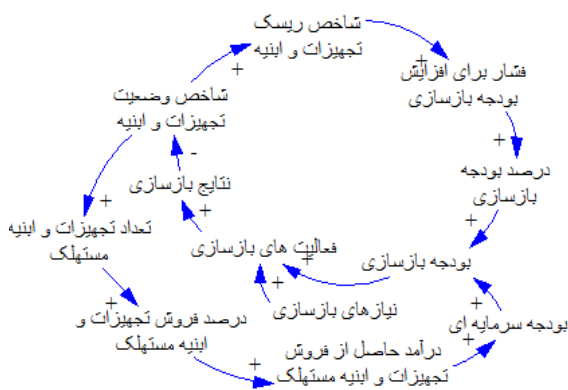 شاخص ریسک
تجهیزات و ابنیه
+
+
فشار برای افزایش
بودجه بازسازی
شاخص وضعیت
تجهیزات و ابنیه
+
درصد بودجه
بازسازی
-
نتایج بازسازی
+
+
+
تعداد تجهیزات و ابنیه
مستهلک
فعالیت های بازسازی
+
بودجه بازسازی
+
+
نیازهای بازسازی
+
+
بودجه سرمایه ای
درصد فروش تجهیزات و
ابنیه مستهلک
+
درآمد حاصل از فروش
تجهیزات و ابنیه مستهلک
+